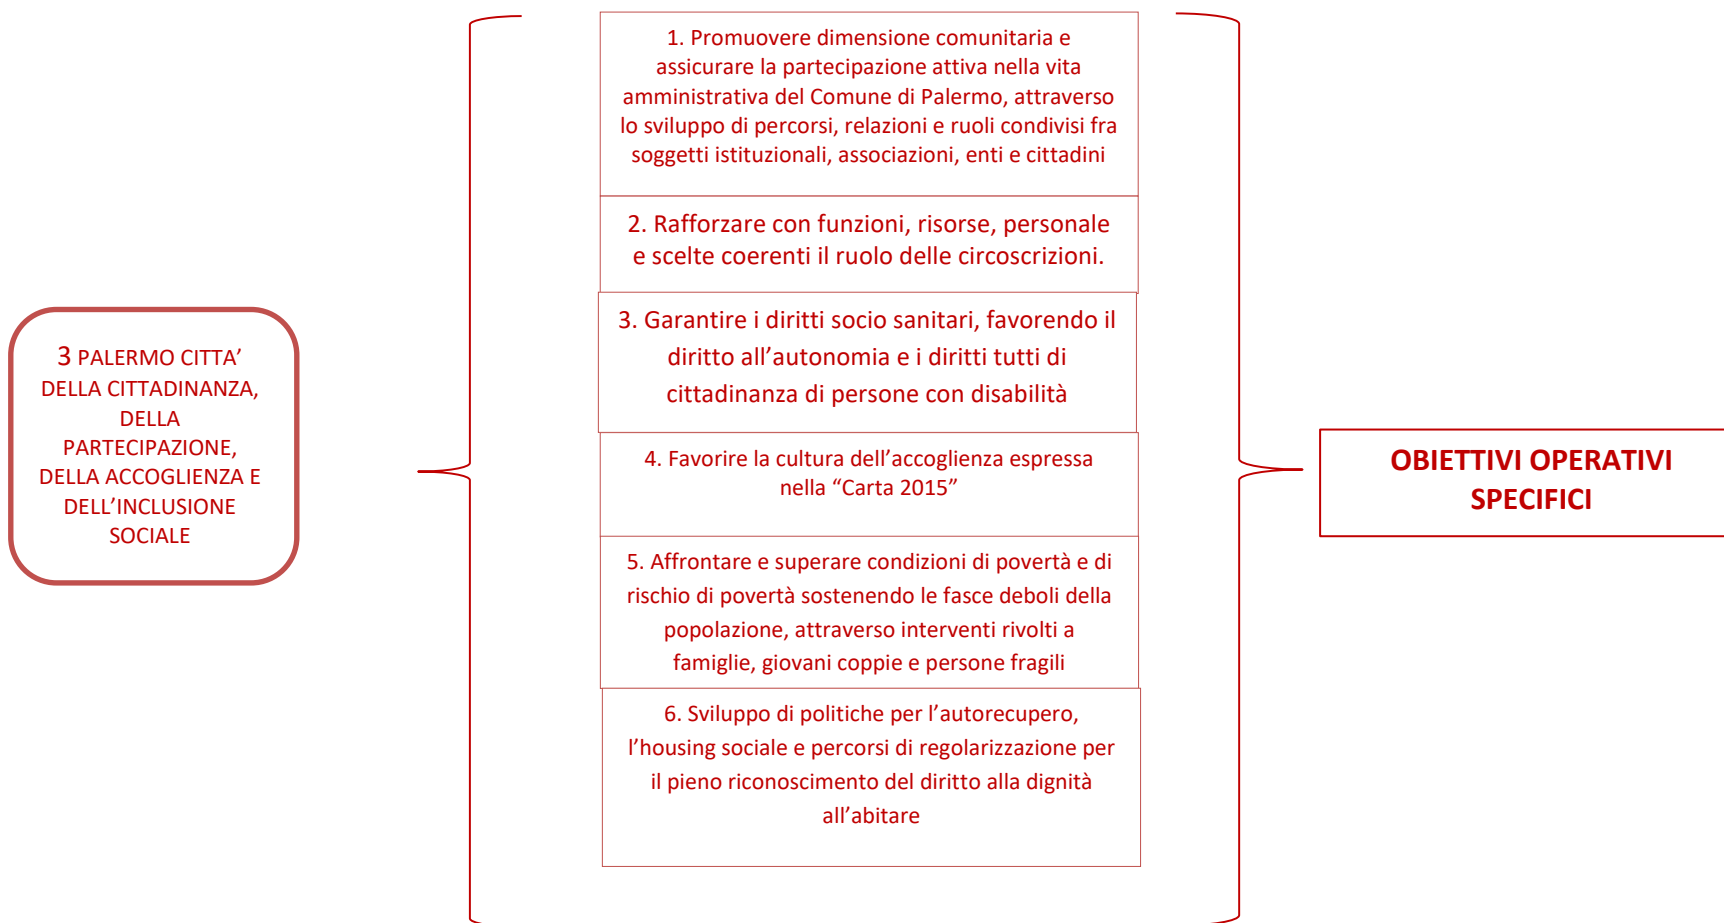 3 PALERMO CITTA’
DELLA CITTADINANZA,
DELLA
PARTECIPAZIONE,
DELLA ACCOGLIENZA E
DELL’INCLUSIONE
SOCIALE
1. Promuovere dimensione comunitaria e
assicurare la partecipazione attiva nella vita
amministrativa del Comune di Palermo, attraverso
lo sviluppo di percorsi, relazioni e ruoli condivisi fra
soggetti istituzionali, associazioni, enti e cittadini
2. Rafforzare con funzioni, risorse, personale
e scelte coerenti il ruolo delle circoscrizioni.
3. Garantire i diritti socio sanitari, favorendo il
diritto all’autonomia e i diritti tutti di
cittadinanza di persone con disabilità
4. Favorire la cultura dell’accoglienza espressa
nella “Carta 2015”
5. Affrontare e superare condizioni di povertà e di
rischio di povertà sostenendo le fasce deboli della
popolazione, attraverso interventi rivolti a
famiglie, giovani coppie e persone fragili
6. Sviluppo di politiche per l’autorecupero,
l’housing sociale e percorsi di regolarizzazione per
il pieno riconoscimento del diritto alla dignità
all’abitare
OBIETTIVI OPERATIVI
SPECIFICI